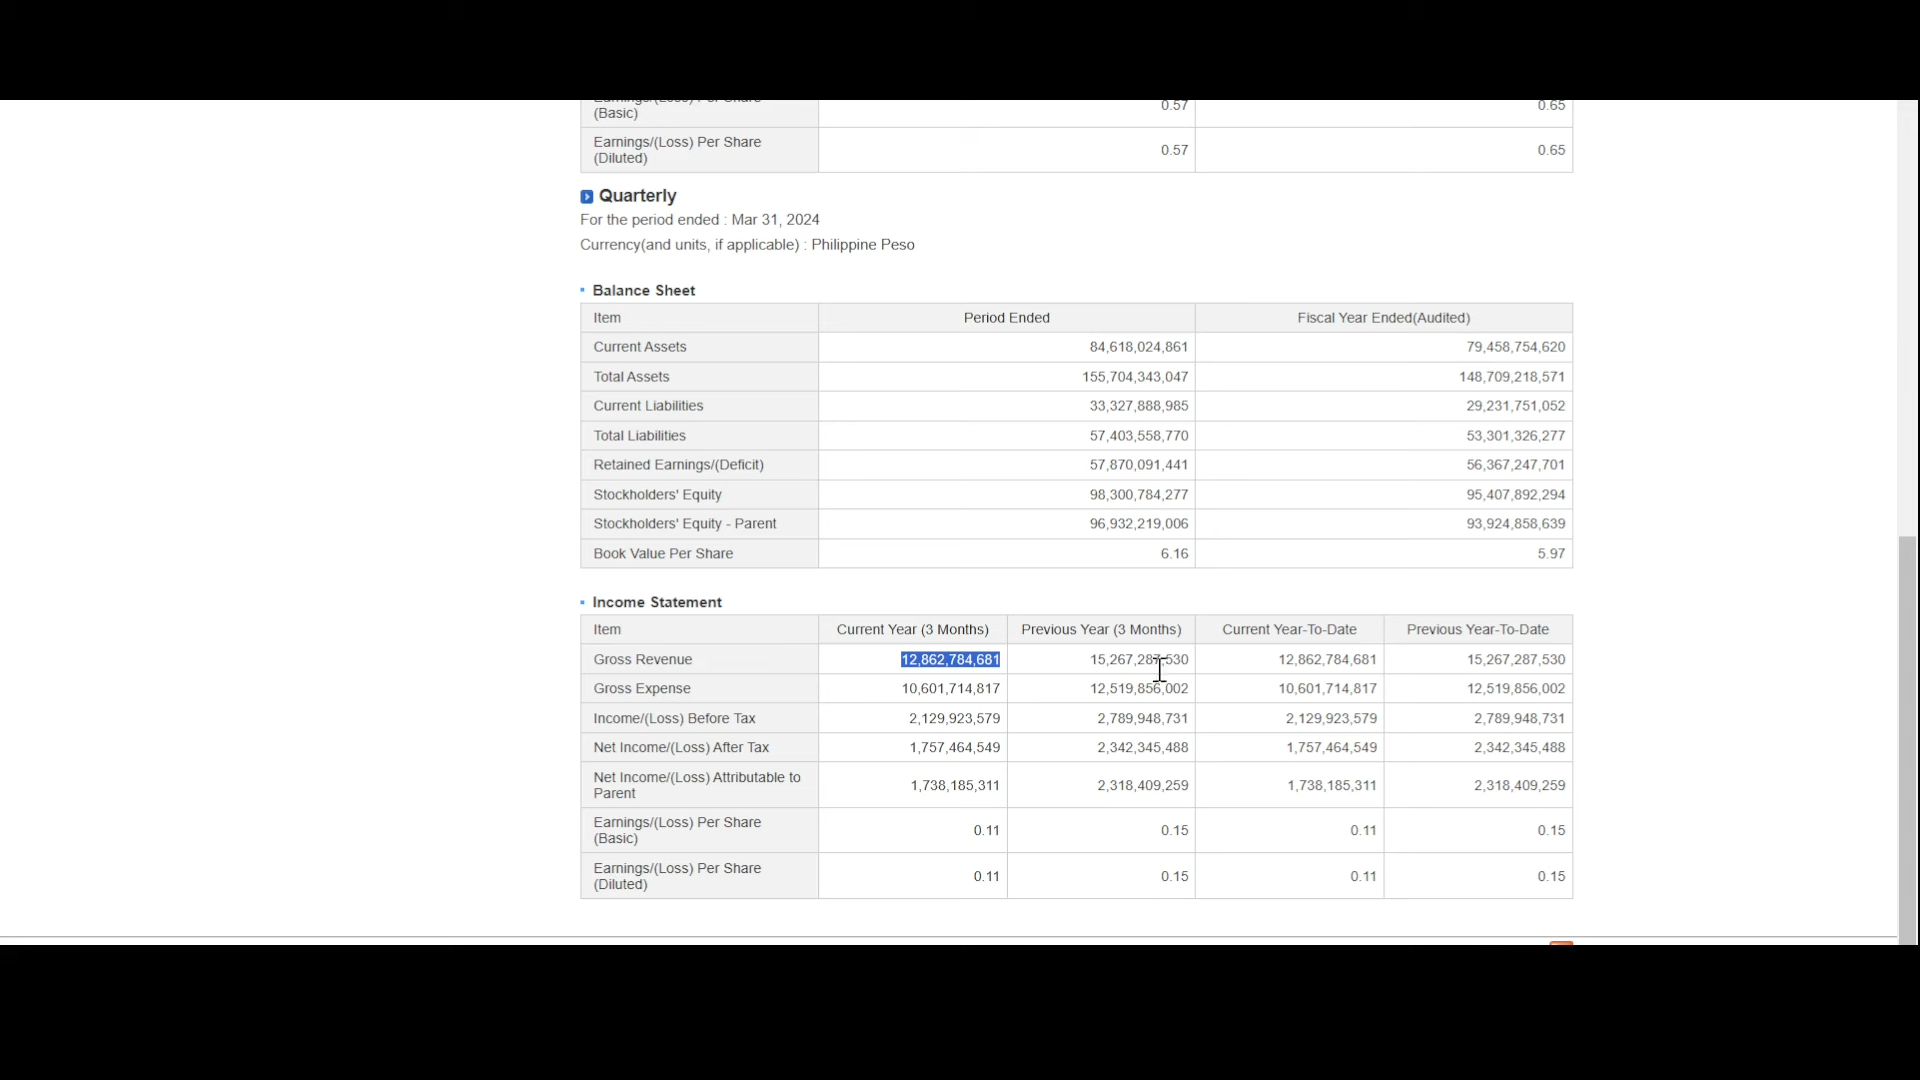 (Basic) 0.57 0.65
Earnings/(Loss) Per Share
(Diluted) 0.57 0.65
Quarterly
For the period ended : Mar 31, 2024
Currency(and units, if applicable) : Philippine Peso
Balance Sheet
Item Period Ended Fiscal Year Ended(Audited)
Current Assets 84,618,024,861 79,458,754,620
Total Assets 155,704,343,047 148,709,218,571
Current Liabilities 33,327,888,985 29,231,751,052
Total Liabilities 57,403,558,770 53,301,326,277
Retained Earnings/(Deficit) 57,870,091,441 56,367,247,701
Stockholders' Equity 98,300,784,277 95,407,892,294
Stockholders' Equity - Parent 96,932,219,006 93,924,858,639
Book Value Per Share 6.16 5.97
Income Statement
Item Current Year (3 Months) Previous Year (3 Months) Current Year-To-Date Previous Year-To-Date
Gross Revenue 12,862,784,681 15,267,287,530 12,862,784,681 15,267,287,530
Gross Expense 10,601,714,817 12,519,856,002 10,601,714,817 12,519,856,002
Income/(Loss) Before Tax 2,129,923,579 2,789,948,731 2,129,923,579 2,789,948,731
Net Income/(Loss) After Tax 1,757,464,549 2,342,345,488 1,757,464,549 2,342,345,488
Net Income/(Loss) Attributable to
Parent 1,738,185,311 2,318,409,259 1,738,185,311 2,318,409,259
Earnings/(Loss) Per Share
(Basic) 0.11 0.15 0.11 0.15
Earnings/(Loss) Per Share
(Diluted) 0.11 0.15 0.11 0.15